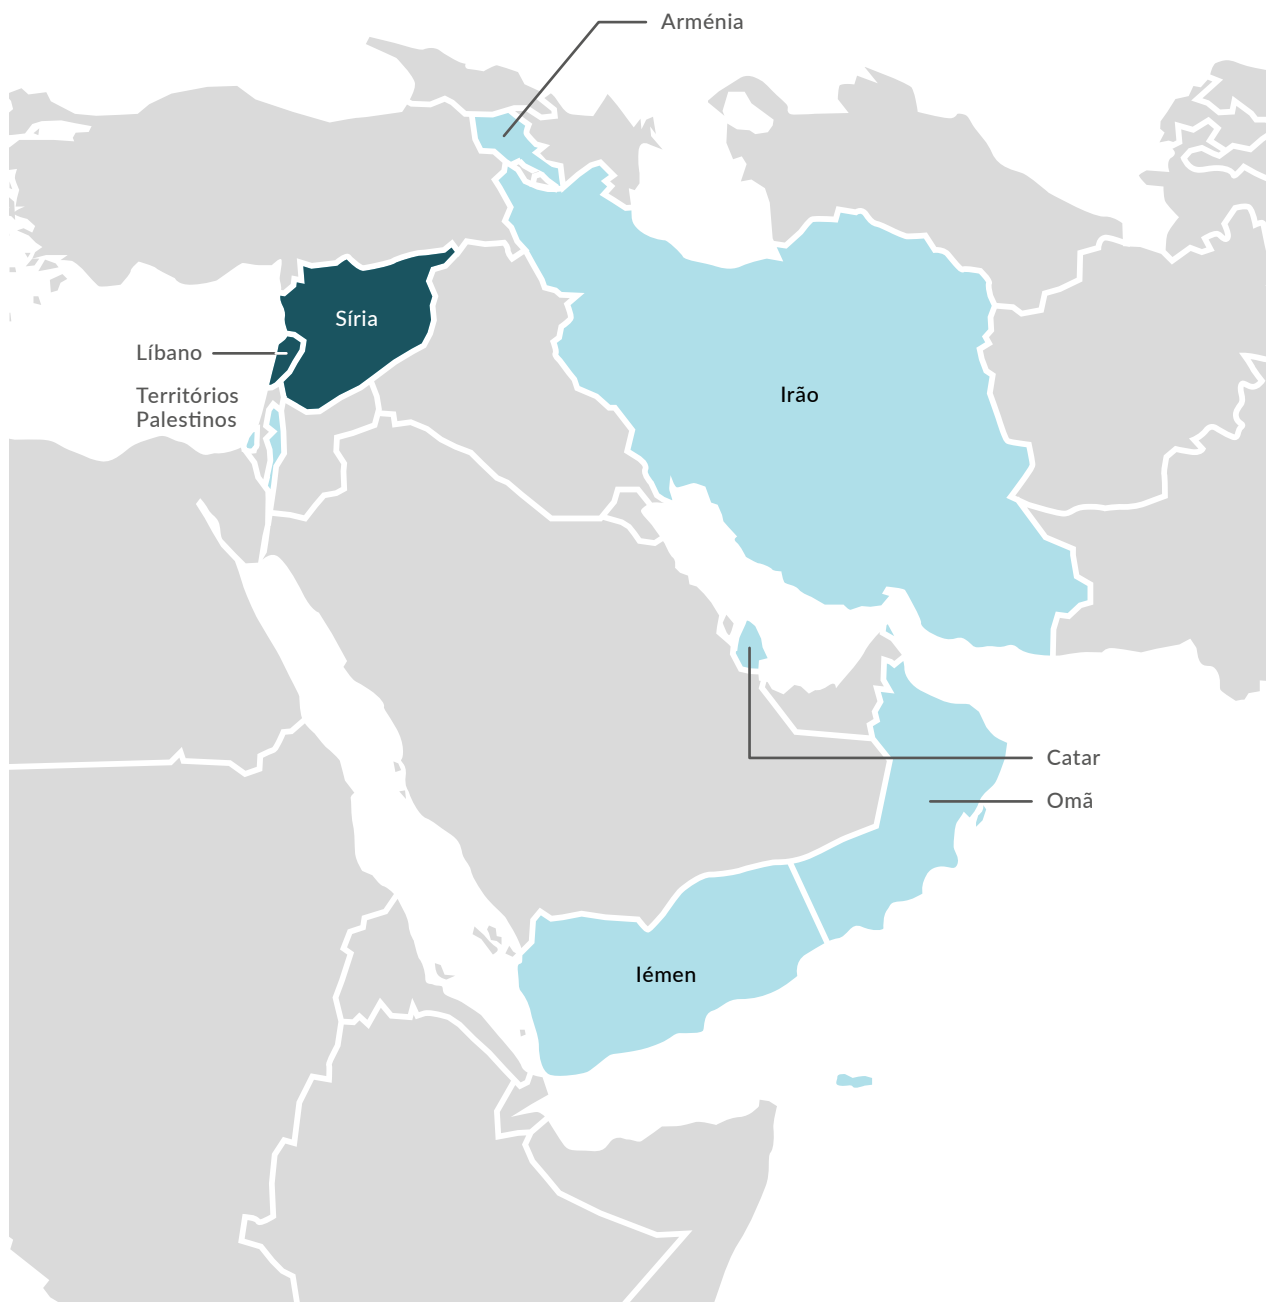 Arménia
Síria
Líbano
Territórios
Palestinos
Irão
Catar
Omã
Iémen